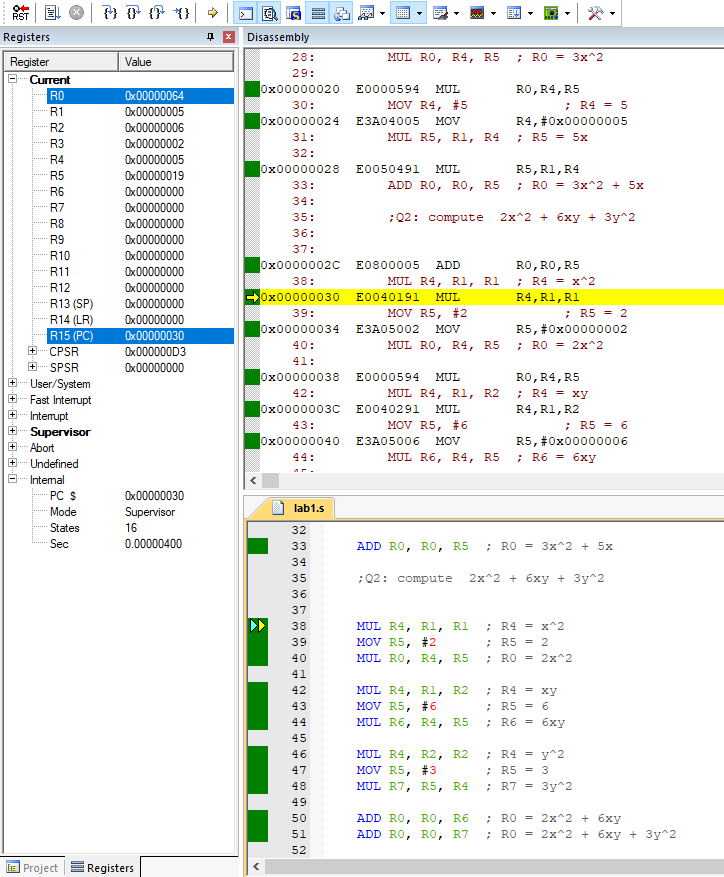 RST
Registers
Register Value
Current
R0 0x00000064
R1 0x00000005
R2 0x00000006
R3 0x00000002
R4 0x00000005
R5 0x00000019
R6 0x00000000
R7 0x00000000
R8 0x00000000
R9 0x00000000
R10 0x00000000
R11 0x00000000
R12 0x00000000
R13 (SP) 0x00000000
R14 (LR) 0x00000000
R15 (PC) 0x00000030
CPSR 0x000000D3
SPSR 0x00000000
User/System
Fast Interrupt
Interrupt
Supervisor
Abort
Undefined
Internal
PC $ 0x00000030
Mode Supervisor
States 16
Sec 0.00000400
Project Registers
Disassembly
28: MUL R0, R4, R5 ; R0 = 3x^2
29:
0x00000020 E0000594 MUL R0,R4,R5
30: MOV R4, #5 ; R4 = 5
0x00000024 E3A04005 MOV R4,#0x00000005
31: MUL R5, R1, R4 ; R5 = 5x
32:
0x00000028 E0050491 MUL R5,R1,R4
33: ADD R0, R0, R5 ; R0 = 3x^2 + 5x
34:
35: ;Q2: compute 2x^2 + 6xy + 3y^2
36:
37:
0x0000002C E0800005 ADD R0,R0,R5
38: MUL R4, R1, R1 ; R4 = x^2
0x00000030 E0040191 MUL R4,R1,R1
39: MOV R5, #2 ; R5 = 2
0x00000034 E3A05002 MOV R5,#0x00000002
40: MUL R0, R4, R5 ; R0 = 2x^2
41:
0x00000038 E0000594 MUL R0,R4,R5
42: MUL R4, R1, R2 ; R4 = xy
0x0000003C E0040291 MUL R4,R1,R2
43: MOV R5, #6 ; R5 = 6
0x00000040 E3A05006 MOV R5,#0x00000006
44: MUL R6, R4, R5 ; R6 = 6xy
lab1.s
32
33 ADD R0, R0, R5 ; R0 = 3x^2 + 5x
34
35 ;Q2: compute 2x^2 + 6xy + 3y^2
36
37
38 MUL R4, R1, R1 ; R4 = x^2
39 MOV R5, #2 ; R5 = 2
40 MUL R0, R4, R5 ; R0 = 2x^2
41
42 MUL R4, R1, R2 ; R4 = xy
43 MOV R5, #6 ; R5 = 6
44 MUL R6, R4, R5 ; R6 = 6xy
45
46 MUL R4, R2, R2 ; R4 = y^2
47 MOV R5, #3 ; R5 = 3
48 MUL R7, R5, R4 ; R7 = 3y^2
49
50 ADD R0, R0, R6 ; R0 = 2x^2 + 6xy
51 ADD R0, R0, R7 ; R0 = 2x^2 + 6xy + 3y^2
52